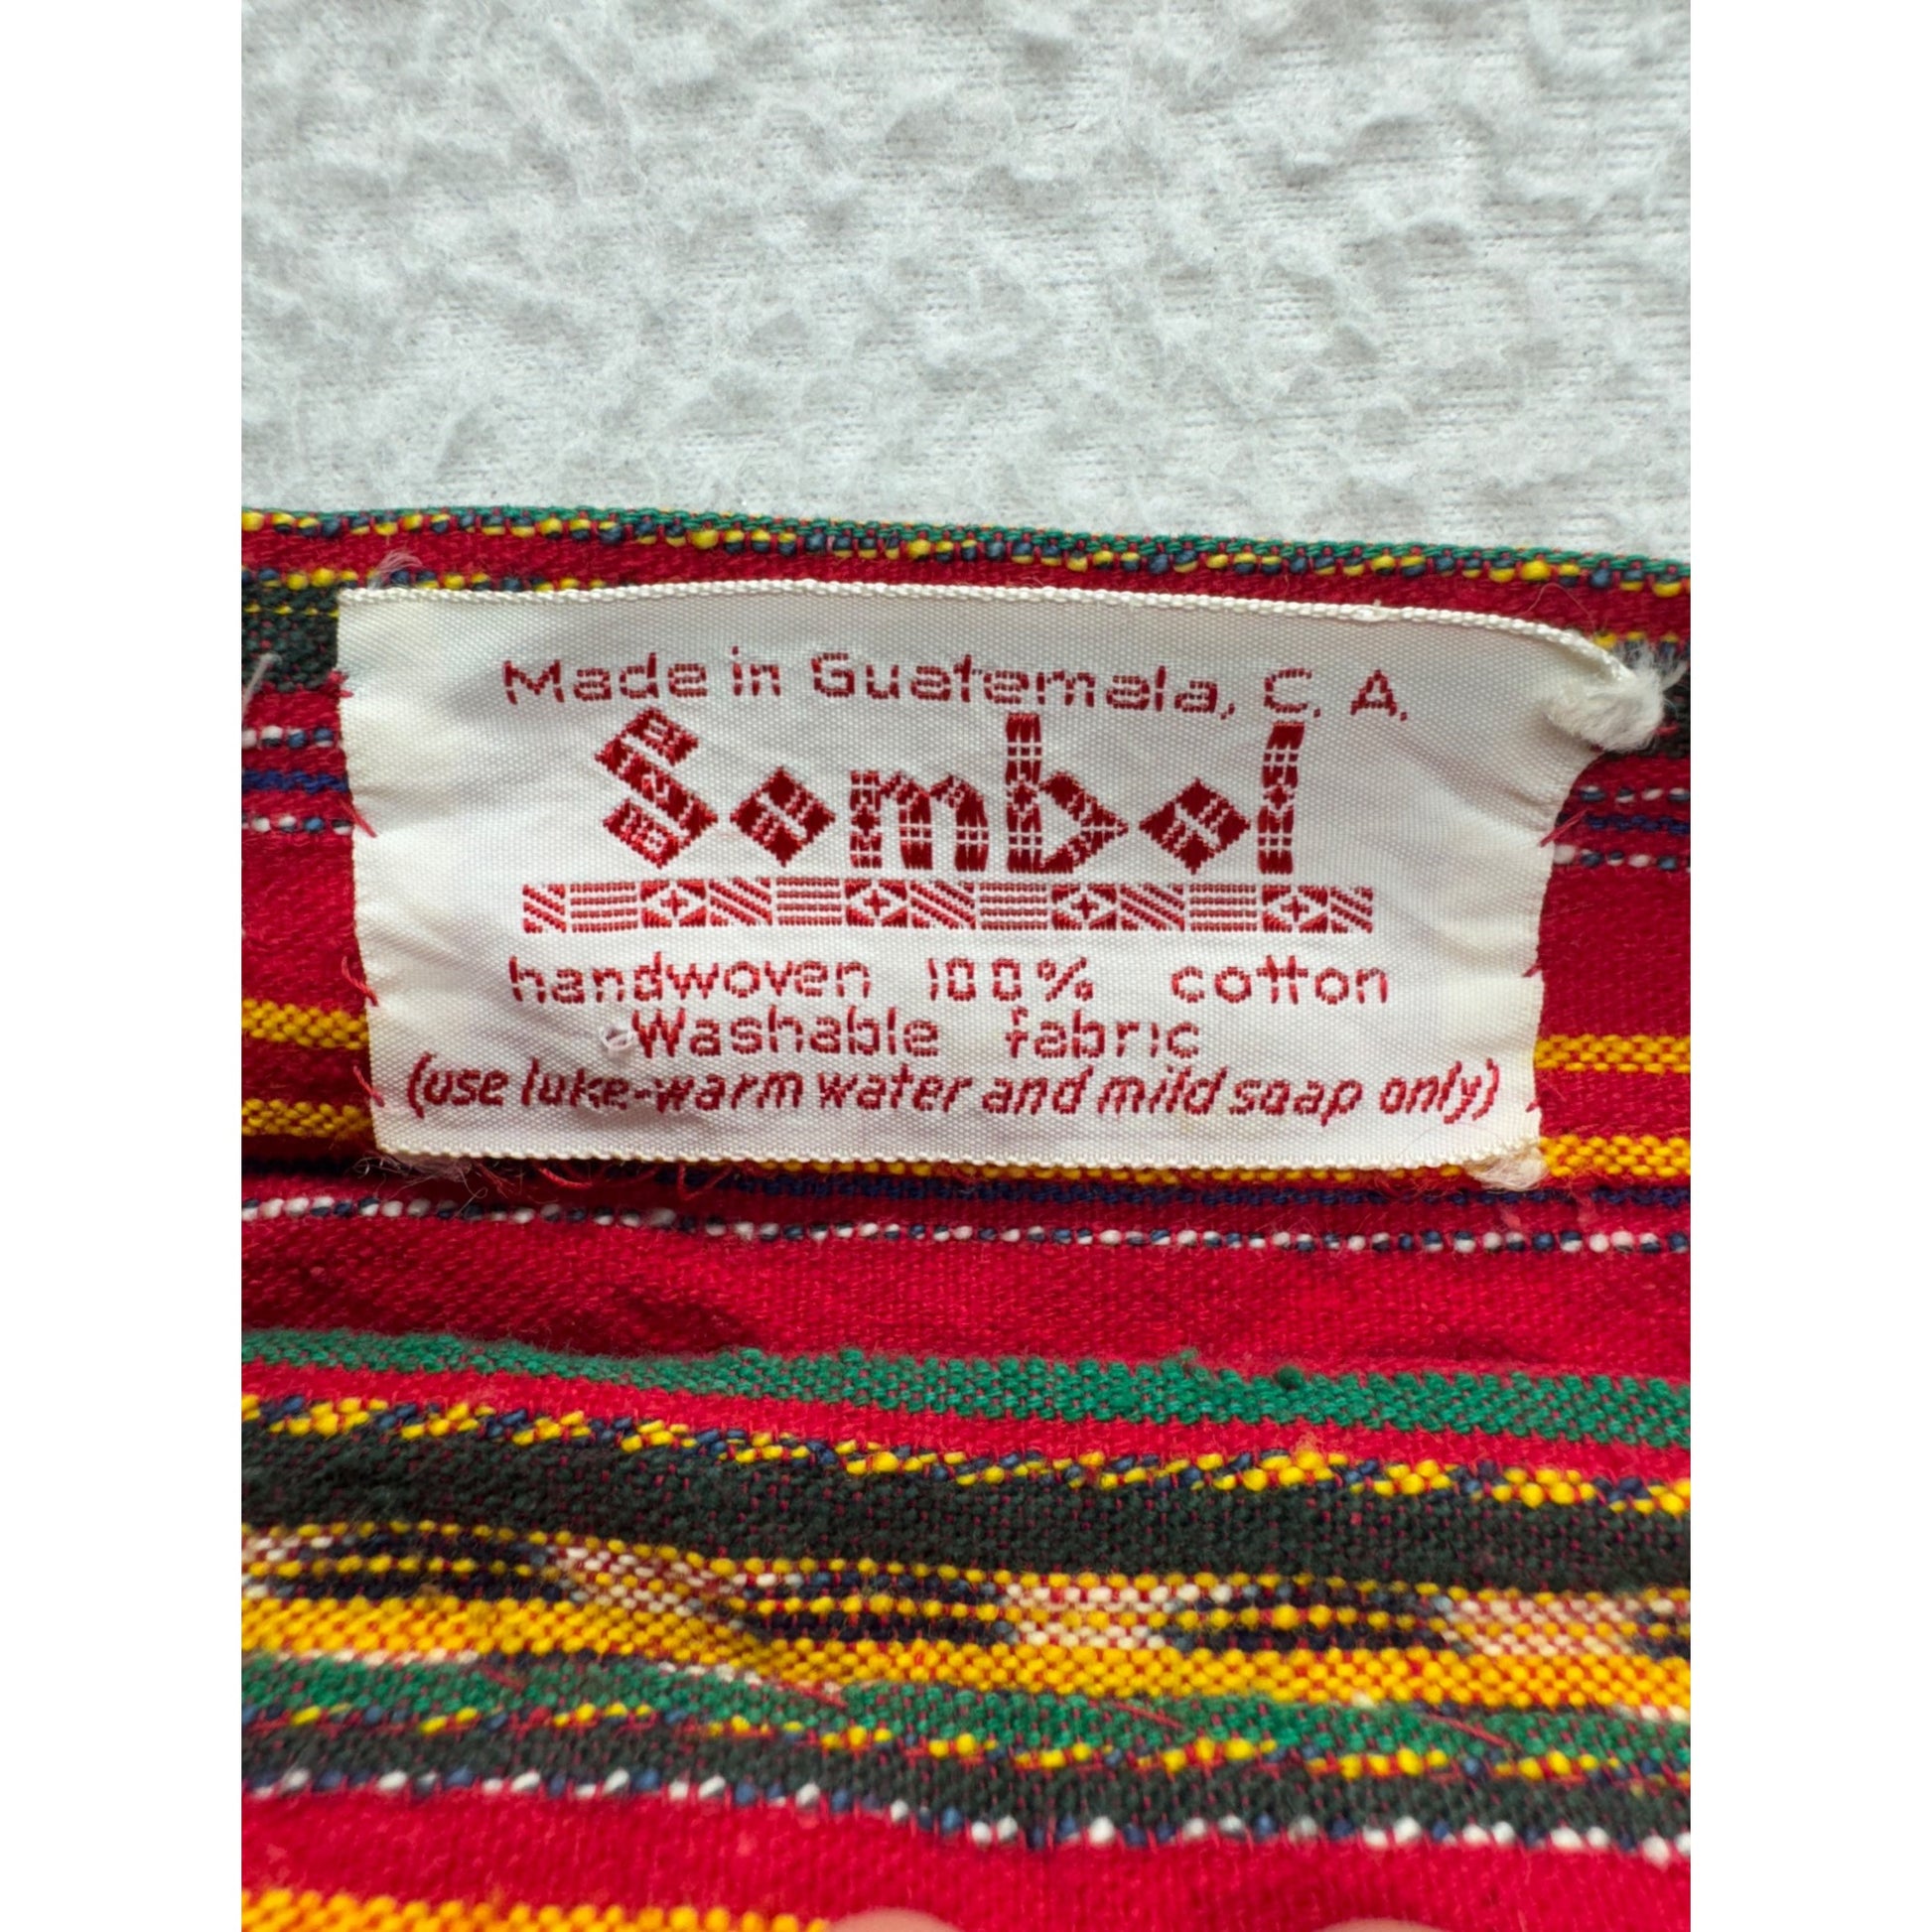 Made in Guatemala, C. A.
Sombol
handwoven 100% cotton
Washable fabric
(use luke-warm water and mild soap only)